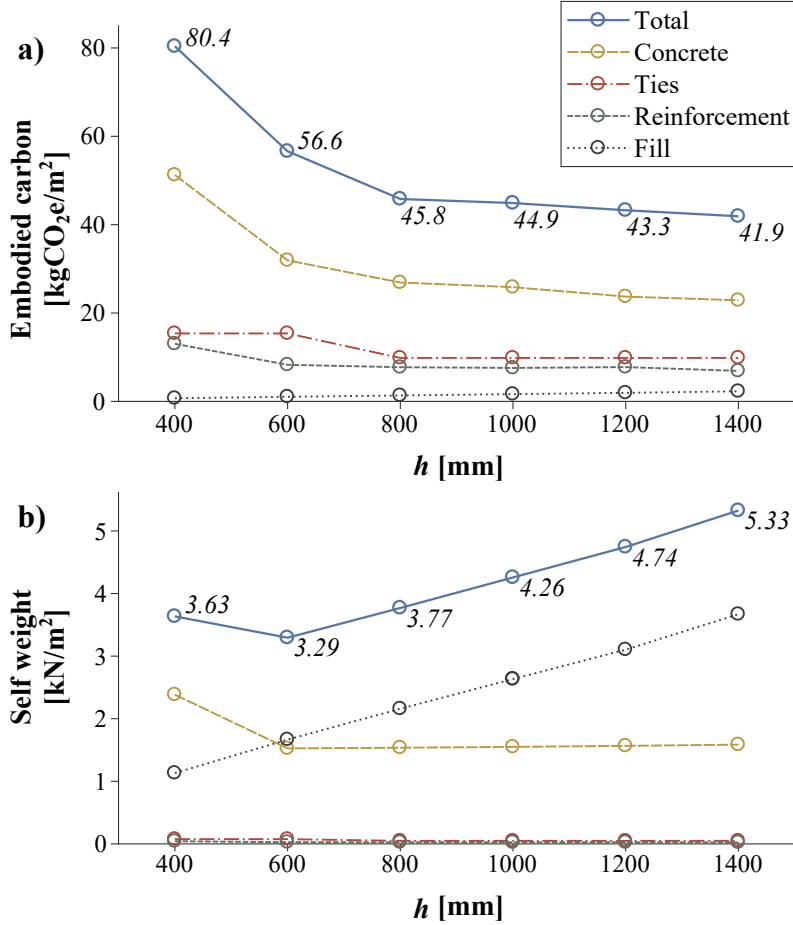 a)
Embodied carbon
[kgCO₂e/m²]
80
60
40
20
0
80.4
56.6
45.8
44.9
43.3
41.9
Total
Concrete
Ties
Reinforcement
Fill
400 600 800 1000 1200 1400
h [mm]
b)
Self weight
[kN/m²]
5
4
3
2
1
0
3.63
3.29
3.77
4.26
4.74
5.33
400 600 800 1000 1200 1400
h [mm]